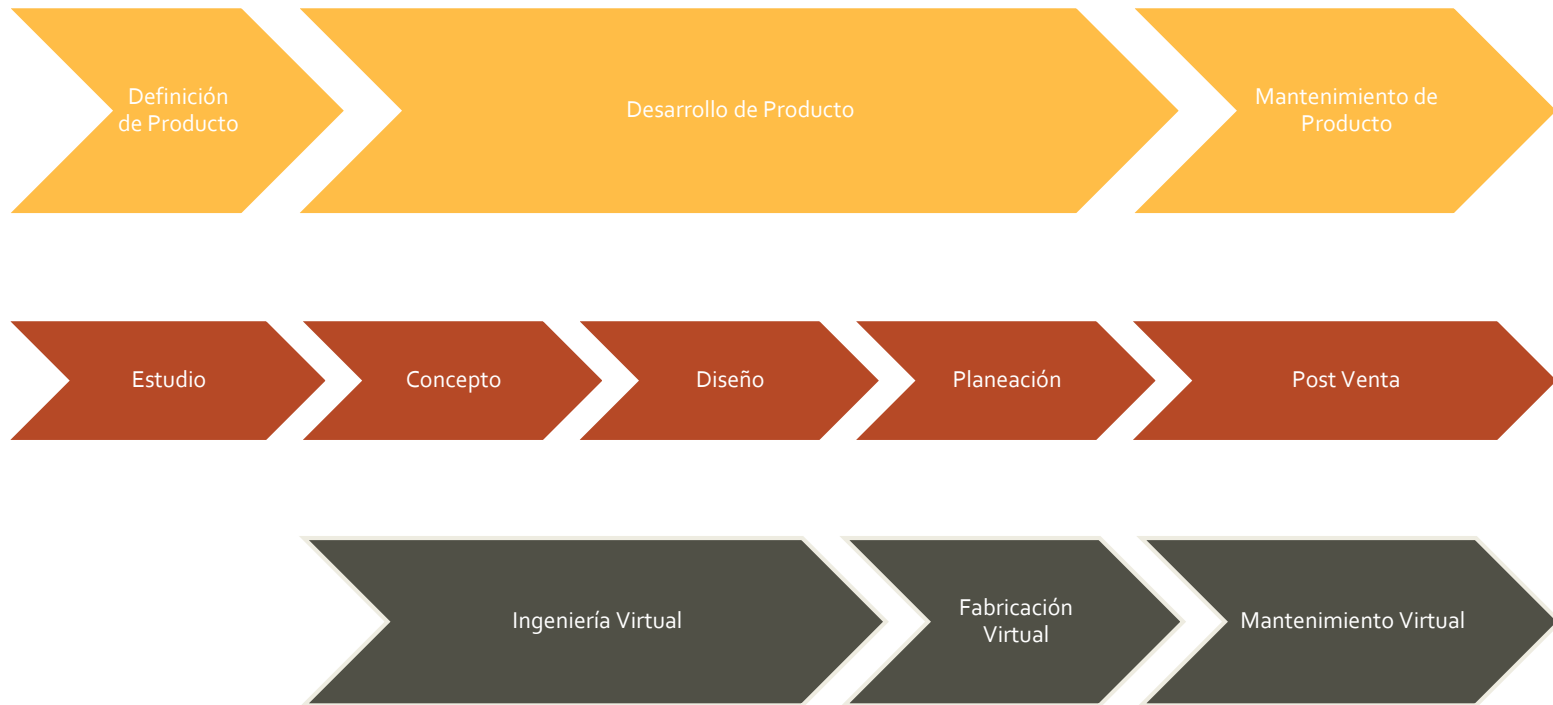 Definición
de Producto
Desarrollo de Producto
Mantenimiento de
Producto
Estudio
Concepto
Diseño
Planeación
Post Venta
Ingeniería Virtual
Fabricación
Virtual
Mantenimiento Virtual